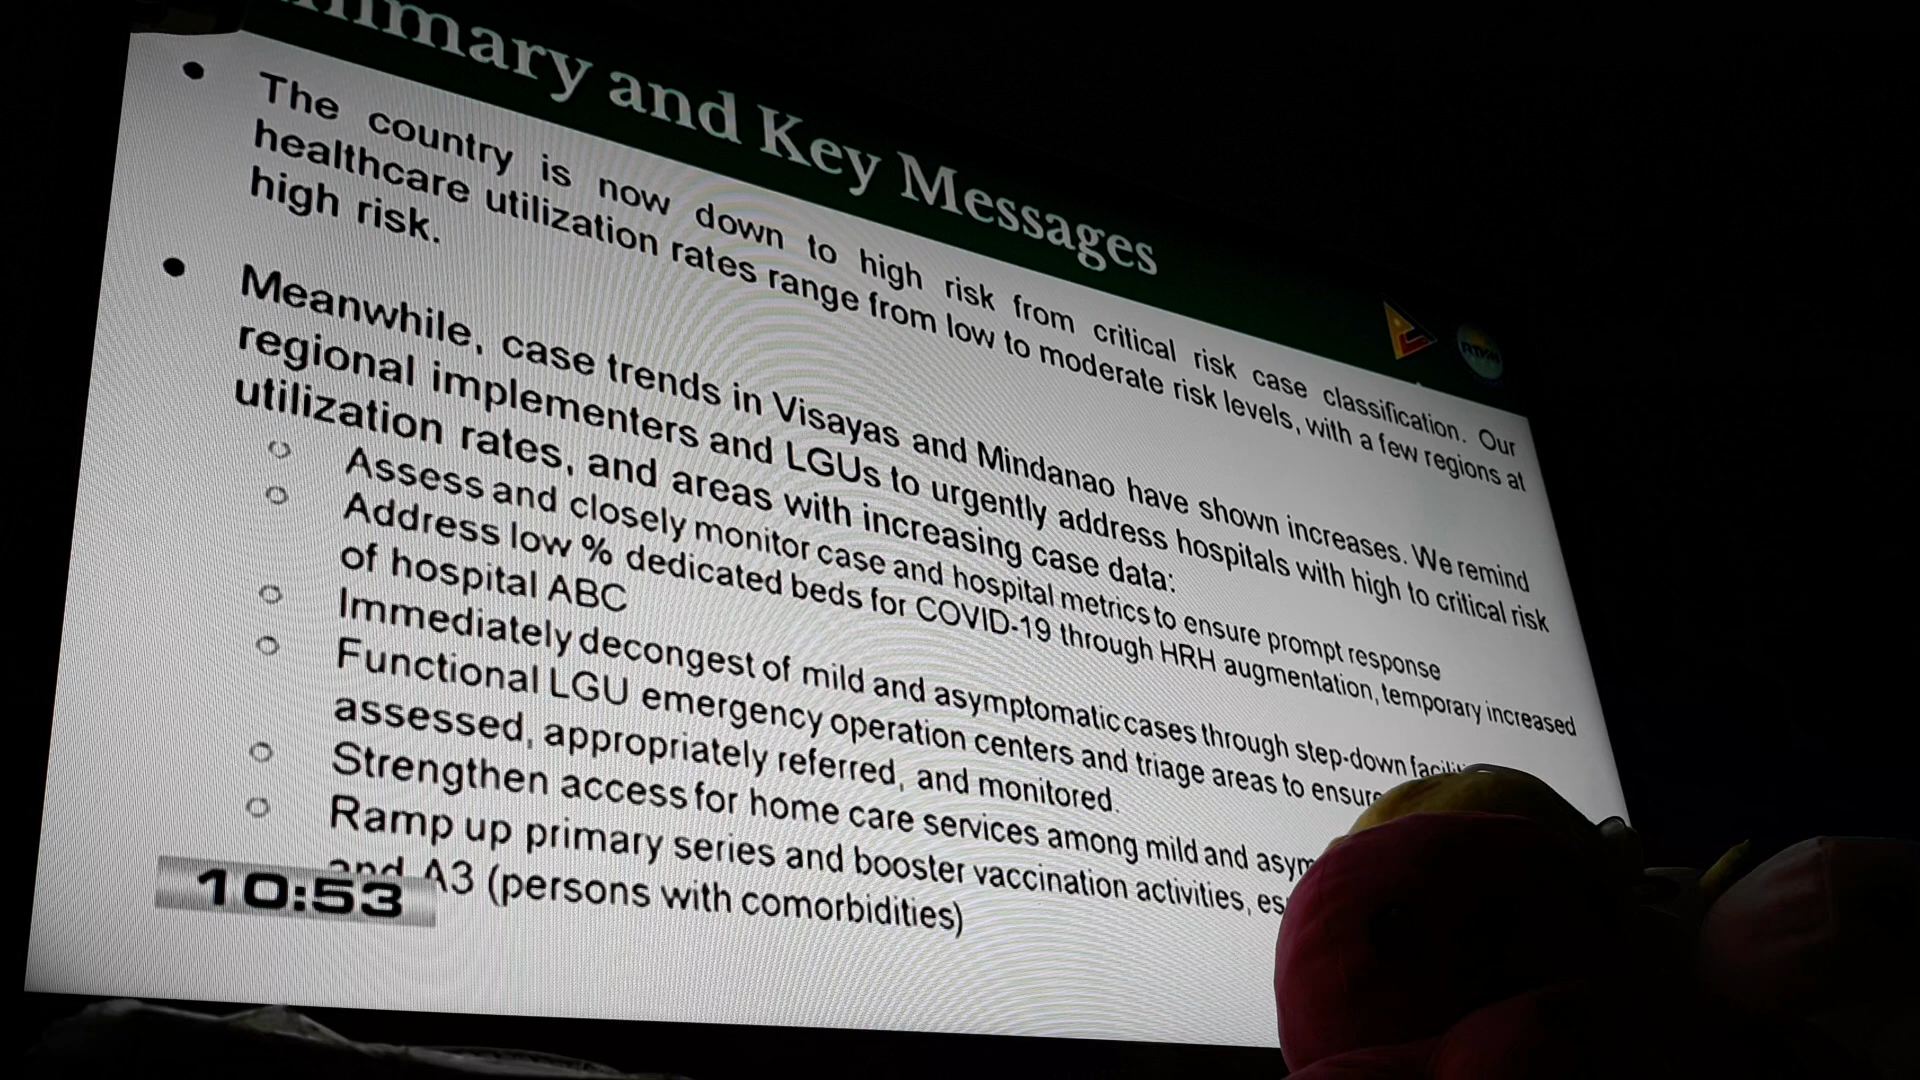 mmary and Key Messages
RTVM
• The country is now down to high risk from critical risk case classification. Our
healthcare utilization rates range from low to moderate risk levels, with a few regions at
high risk.
• Meanwhile, case trends in Visayas and Mindanao have shown increases. We remind
regional implementers and LGUs to urgently address hospitals with high to critical risk
utilization rates, and areas with increasing case data:
○ Assess and closely monitor case and hospital metrics to ensure prompt response
○ Address low % dedicated beds for COVID-19 through HRH augmentation, temporary increased
of hospital ABC
○ Immediately decongest of mild and asymptomatic cases through step-down
○ Functional LGU emergency operation centers and triage areas to ensure
assessed, appropriately referred, and monitored.
○ Strengthen access for home care services among mild and asym
○ Ramp up primary series and booster vaccination activities, es
and A3 (persons with comorbidities)
10:53